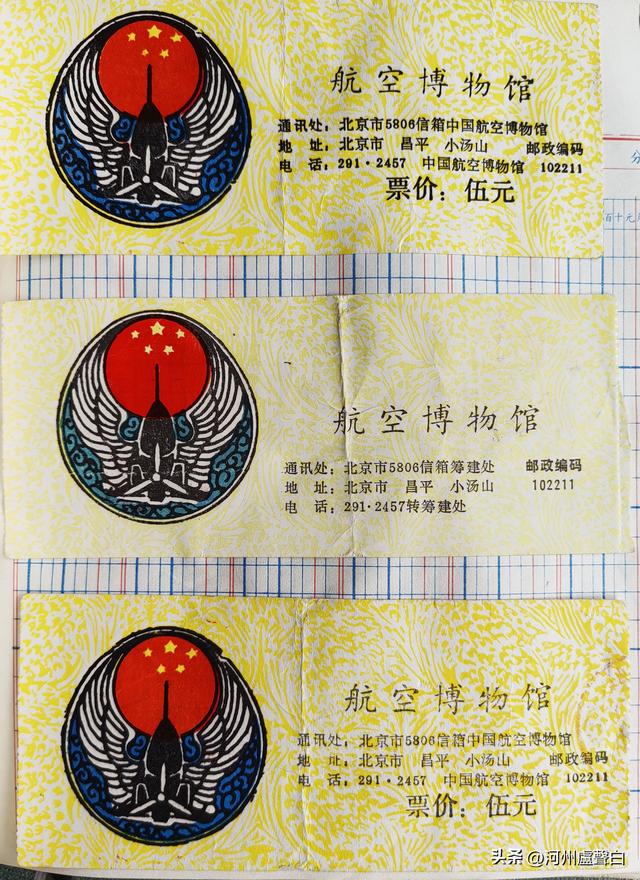 航空博物馆
通讯处：北京市5806信箱中国航空博物馆
地　址：北京市　昌平　小汤山　邮政编码
电　话：291·2457　中国航空博物馆　102211
票价：伍元
分
百十元
航空博物馆
通讯处：北京市5806信箱筹建处　邮政编码
地　址：北京市　昌平　小汤山　102211
电　话：291·2457转筹建处
航空博物馆
通讯处：北京市5806信箱中国航空博物馆
地　址：北京市　昌平　小汤山　邮政编码
电　话：291·2457　中国航空博物馆　102211
票价：伍元
头条 @河州盧聲白